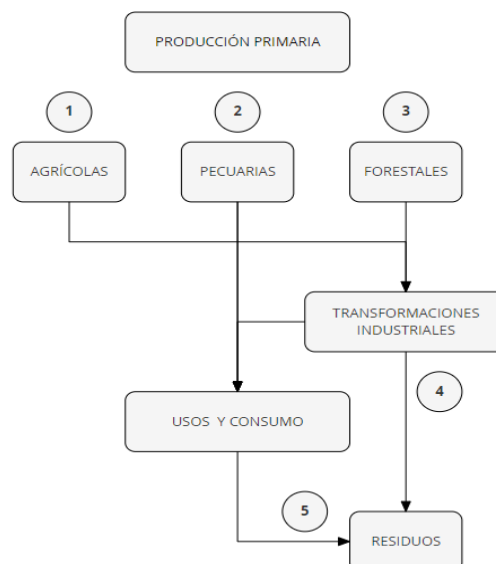 PRODUCCIÓN PRIMARIA
1
2
3
AGRÍCOLAS
PECUARIAS
FORESTALES
TRANSFORMACIONES
INDUSTRIALES
4
USOS Y CONSUMO
5
RESIDUOS